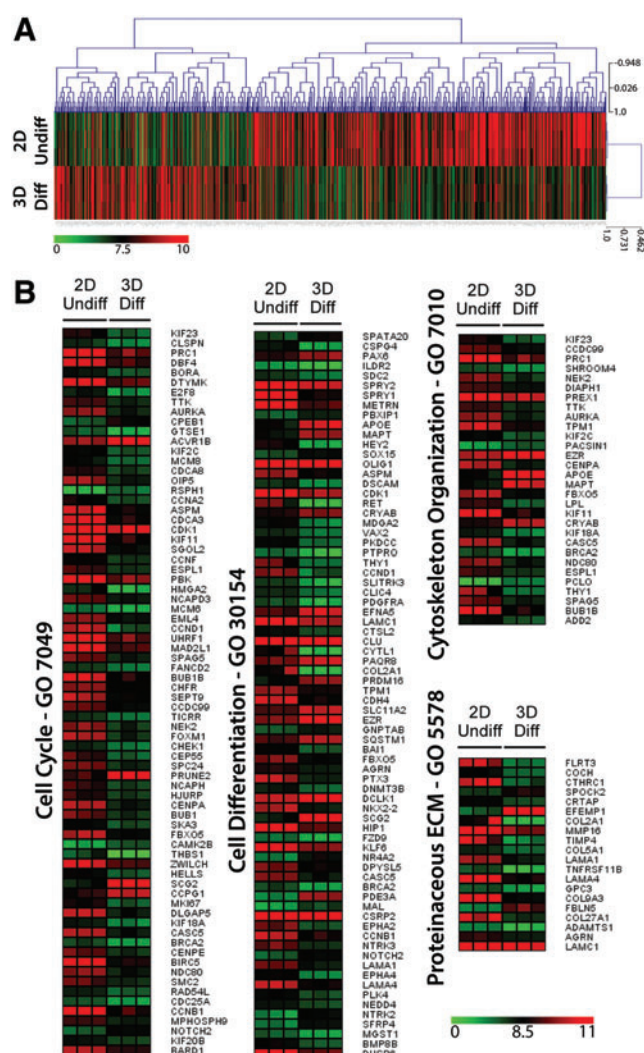 A
-0.948
0.026
-1.0
2D
Undiff
3D
Diff
0
7.5
10
1.0
0.731
0.462
B
2D
Undiff
3D
Diff
Cell Cycle - GO 7049
KIF23
CLSPN
PRC1
DBF4
BORA
DTYMK
E2F8
TTK
AURKA
CPEB1
GTSE1
ACVR1B
KIF2C
MCM8
CDCA8
OIP5
RSPH1
CCNA2
ASPM
CDCA3
CDK1
KIF11
SGOL2
CCNF
ESPL1
PBK
HMGA2
NCAPD3
MCM6
EML4
CCND1
UHRF1
MAD2L1
SPAG5
FANCD2
BUB1B
CHFR
SEPT9
CCDC99
TICRR
NEK2
FOXM1
CHEK1
CEP55
SPC24
PRUNE2
NCAPH
HJURP
CENPA
BUB1
SKA3
FBXO5
CAMK2B
THBS1
ZWILCH
HELLS
SCG2
CCPG1
MKI67
DLGAP5
KIF18A
CASC5
BRCA2
CENPE
BIRC5
NDC80
SMC2
RAD54L
CDC25A
CCNB1
MPHOSPH9
NOTCH2
KIF20B
BARD1
2D
Undiff
3D
Diff
Cell Differentiation - GO 30154
SPATA20
CSPG4
PAX6
ILDR2
SDC2
SPRY2
SPRY1
METRN
PBXIP1
APOE
MAPT
HEY2
SOX15
OLIG1
ASPM
DSCAM
CDK1
RET
CRYAB
MDGA2
VAX2
PKDCC
PTPRO
THY1
CCND1
SLITRK3
CLIC4
PDGFRA
EFNA5
LAMC1
CTSL2
CLU
CYTL1
PAQR8
COL2A1
PRDM16
TPM1
CDH4
SLC11A2
EZR
GNPTAB
SQSTM1
BAI1
FBXO5
AGRN
PTX3
DNMT3B
DCLK1
NKX2-2
SCG2
HIP1
FZD9
KLF6
NR4A2
DPYSL5
CASC5
BRCA2
PDE3A
MAL
CSRP2
EPHA2
CCNB1
NTRK3
NOTCH2
LAMA1
EPHA4
LAMA4
PLK4
NEDD4
NTRK2
SFRP4
MGST1
BMP8B
2D
Undiff
3D
Diff
Cytoskeleton Organization - GO 7010
KIF23
CCDC99
PRC1
SHROOM4
NEK2
DIAPH1
PREX1
TTK
AURKA
TPM1
KIF2C
PACSIN1
EZR
CENPA
APOE
MAPT
FBXO5
LPL
KIF11
CRYAB
KIF18A
CASC5
BRCA2
NDC80
ESPL1
PCLO
THY1
SPAG5
BUB1B
ADD2
2D
Undiff
3D
Diff
Proteinaceous ECM - GO 5578
FLRT3
COCH
CTHRC1
SPOCK2
CRTAP
EFEMP1
COL2A1
MMP16
TIMP4
COL5A1
LAMA1
TNFRSF11B
LAMA4
GPC3
COL9A3
FBLN5
COL27A1
ADAMTS1
AGRN
LAMC1
0
8.5
11